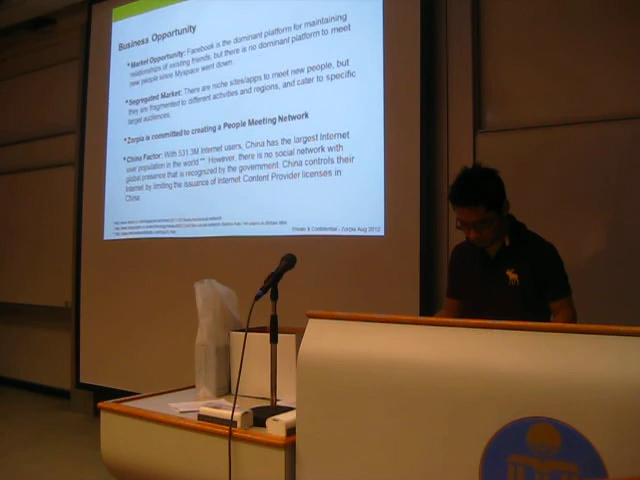 Business Opportunity
*Market Opportunity: Facebook is the dominant platform for maintaining
relationships of existing friends, but there is no dominant platform to meet
new people since Myspace went down.
*Segregated Market: There are niche sites/apps to meet new people, but
they are fragmented to different activities and regions, and cater to specific
target audiences.
*Zorpia is committed to creating a People Meeting Network
*China Factor: With 531.3M Internet users, China has the largest Internet
user population in the world **. However, there is no social network with
global presence that is recognized by the government. China controls their
Internet by limiting the issuance of Internet Content Provider licenses in
China.
Private & Confidential - Zorpia Aug 2012